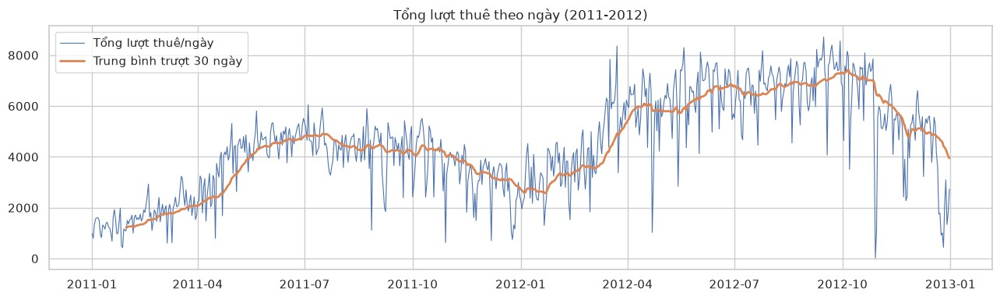 Tổng lượt thuê theo ngày (2011-2012)
Tổng lượt thuê/ngày
Trung bình trượt 30 ngày
8000
6000
4000
2000
0
2011-01 2011-04 2011-07 2011-10 2012-01 2012-04 2012-07 2012-10 2013-01